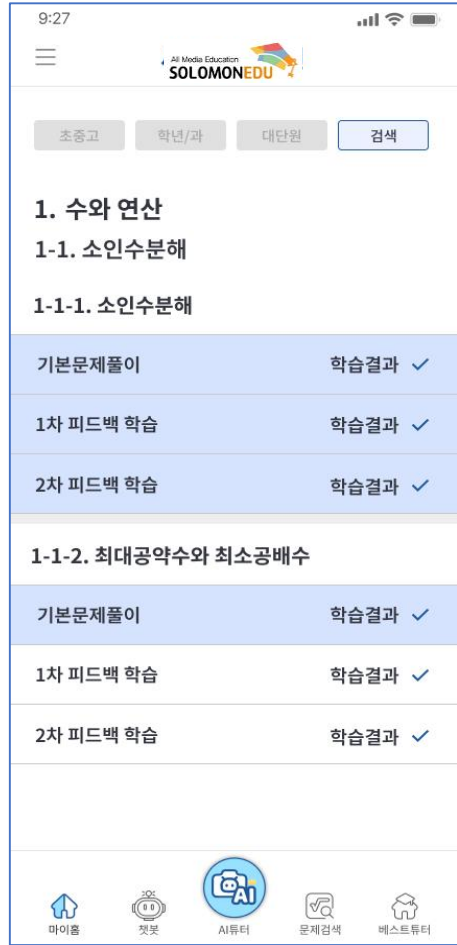 9:27
All Media Education
SOLOMONEDU
초중고 학년/과 대단원 검색
1. 수와 연산
1-1. 소인수분해
1-1-1. 소인수분해
기본문제풀이 학습결과
1차 피드백 학습 학습결과
2차 피드백 학습 학습결과
1-1-2. 최대공약수와 최소공배수
기본문제풀이 학습결과
1차 피드백 학습 학습결과
2차 피드백 학습 학습결과
Ai
마이홈 챗봇 AI튜터 문제검색 베스트튜터